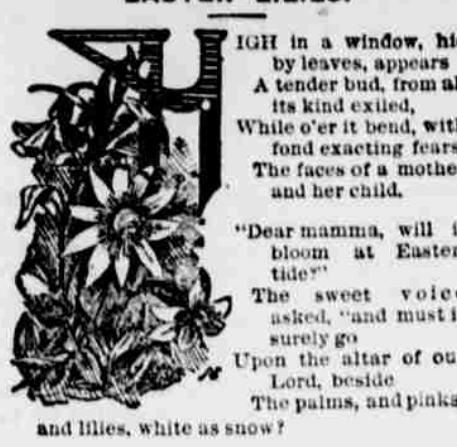 H
IGH in a window, hi
by leaves, appears
A tender bud, from al
its kind exiled,
While o'er it bend, with
fond exacting fears
The faces of a mothe
and her child.
"Dear mamma, will i
bloom at Easter
tide?"
The sweet voice
asked, "and must i
surely go
Upon the altar of ou
Lord, beside
The palms, and pinks
and lilies, white as snow?